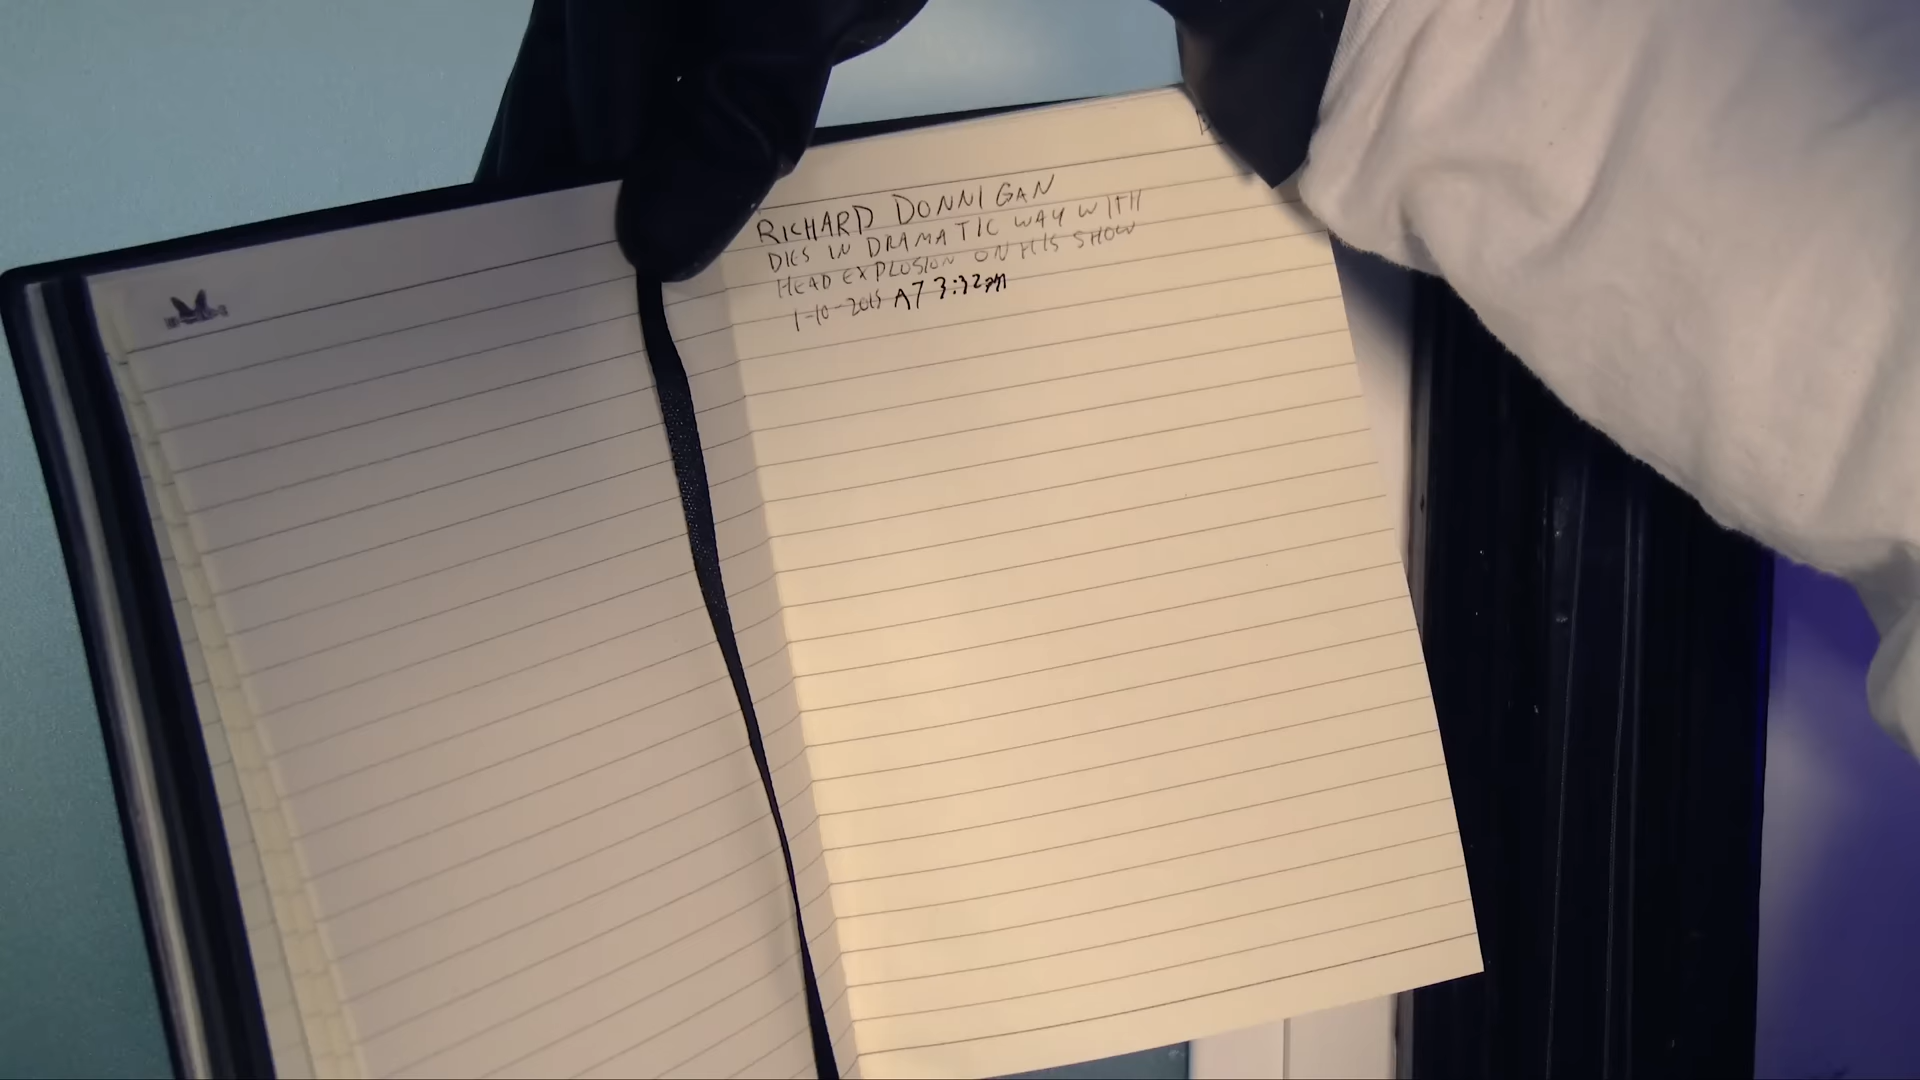 RICHARD DONNIGAN
DIES IN DRAMATIC WAY WITH
HEAD EXPLOSION ON HIS SHOW
1-10-2015 AT 3:32pm